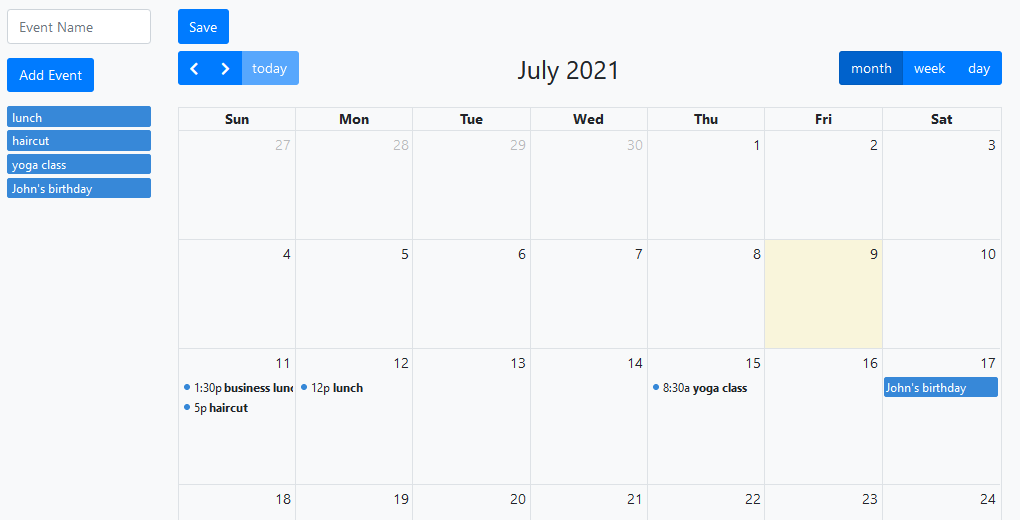 Event Name
Save
Add Event
today
July 2021
month week day
lunch
haircut
yoga class
John's birthday
Sun Mon Tue Wed Thu Fri Sat
27 28 29 30 1 2 3
4 5 6 7 8 9 10
11 12 13 14 15 16 17
1:30p business lunc 12p lunch 8:30a yoga class John's birthday
5p haircut
18 19 20 21 22 23 24